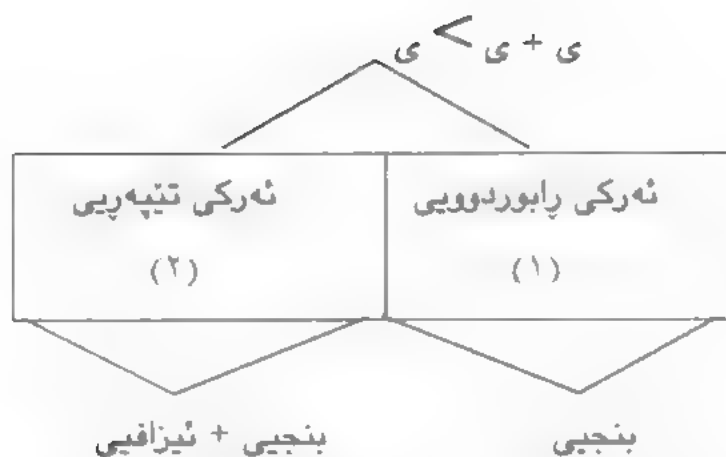 ی + ی > ی
ئەرکی ڕابوردوویی
(١)
ئەرکی تێپەڕیی
(٢)
بنجیی
بنجیی + ئیزافیی